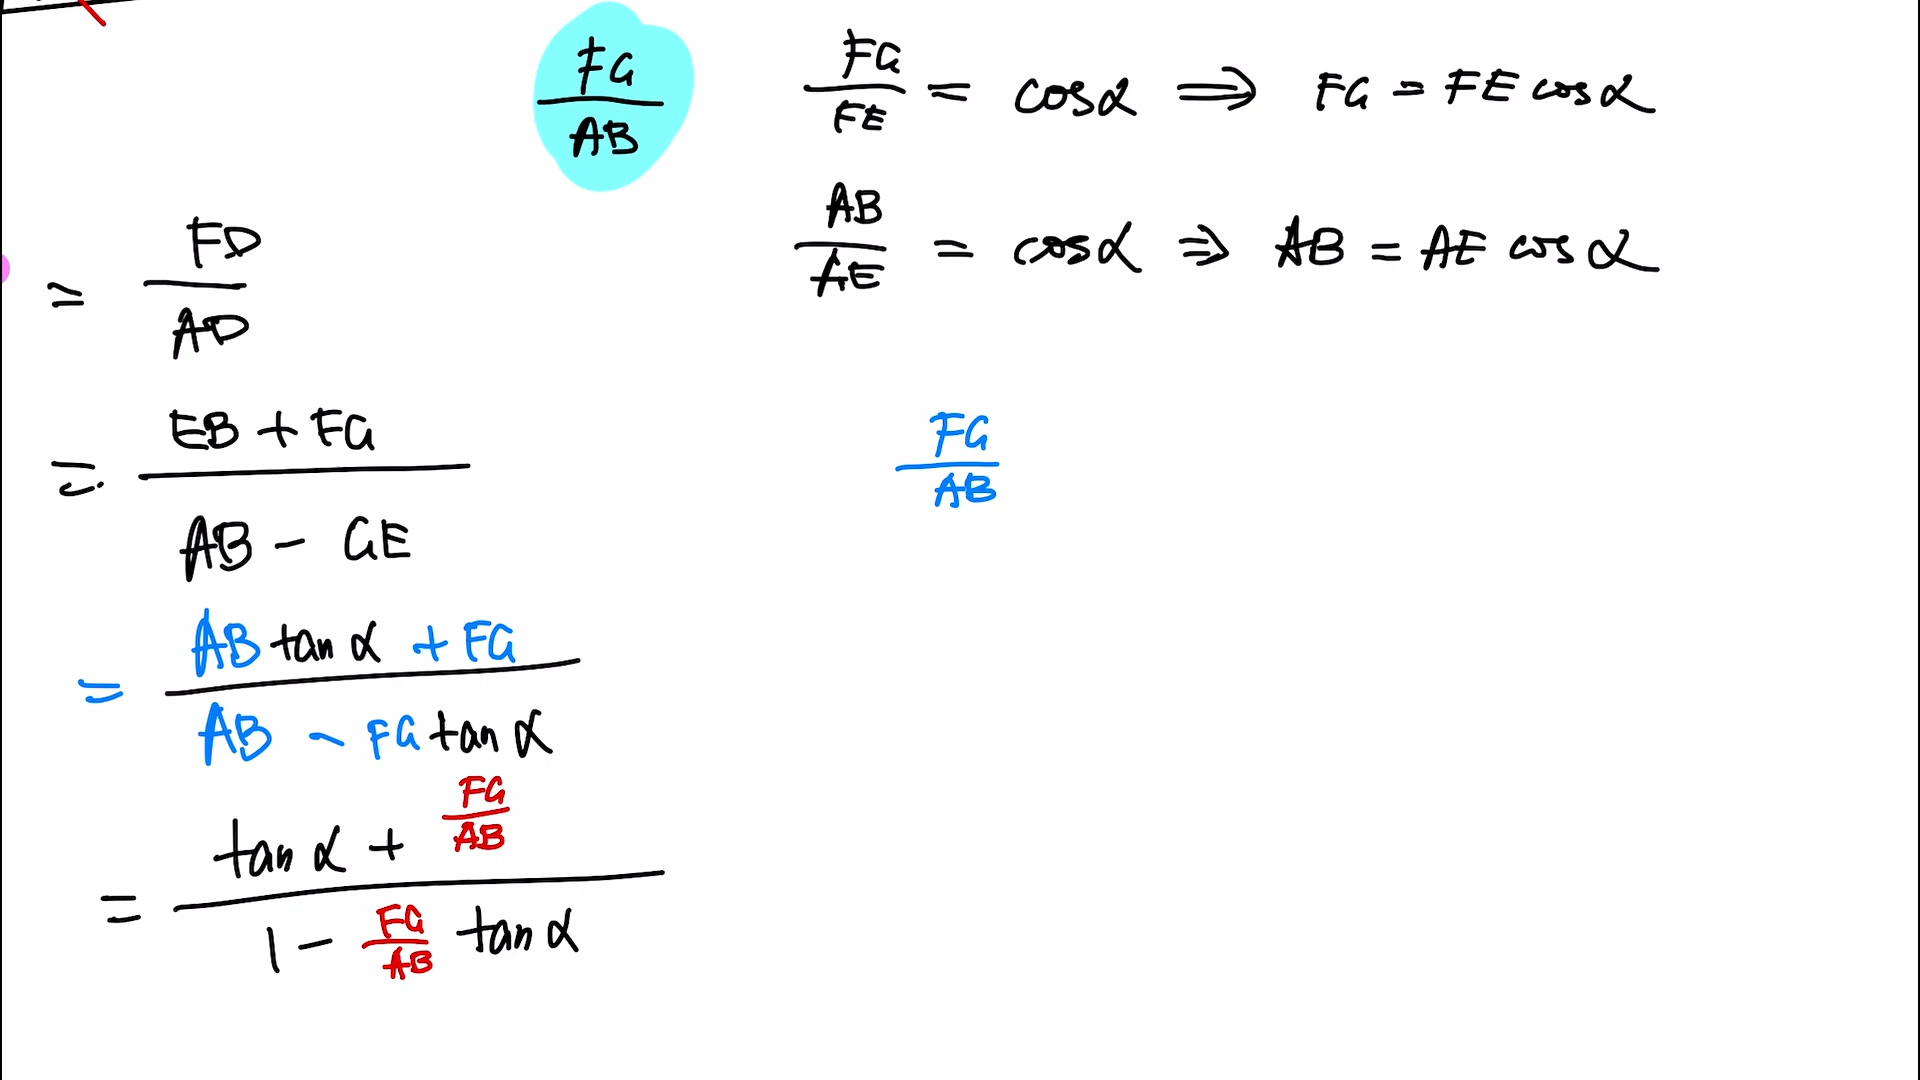 FG/AB
FG/FE = cosα ⟹ FG = FE cosα
AB/AE = cosα ⇒ AB = AE cosα
= FD/AD
= (EB + FG)/(AB - GE)
FG/AB
= (AB tan α + FG)/(AB - FG tan α)
= (tan α + FG/AB)/(1 - FG/AB tan α)